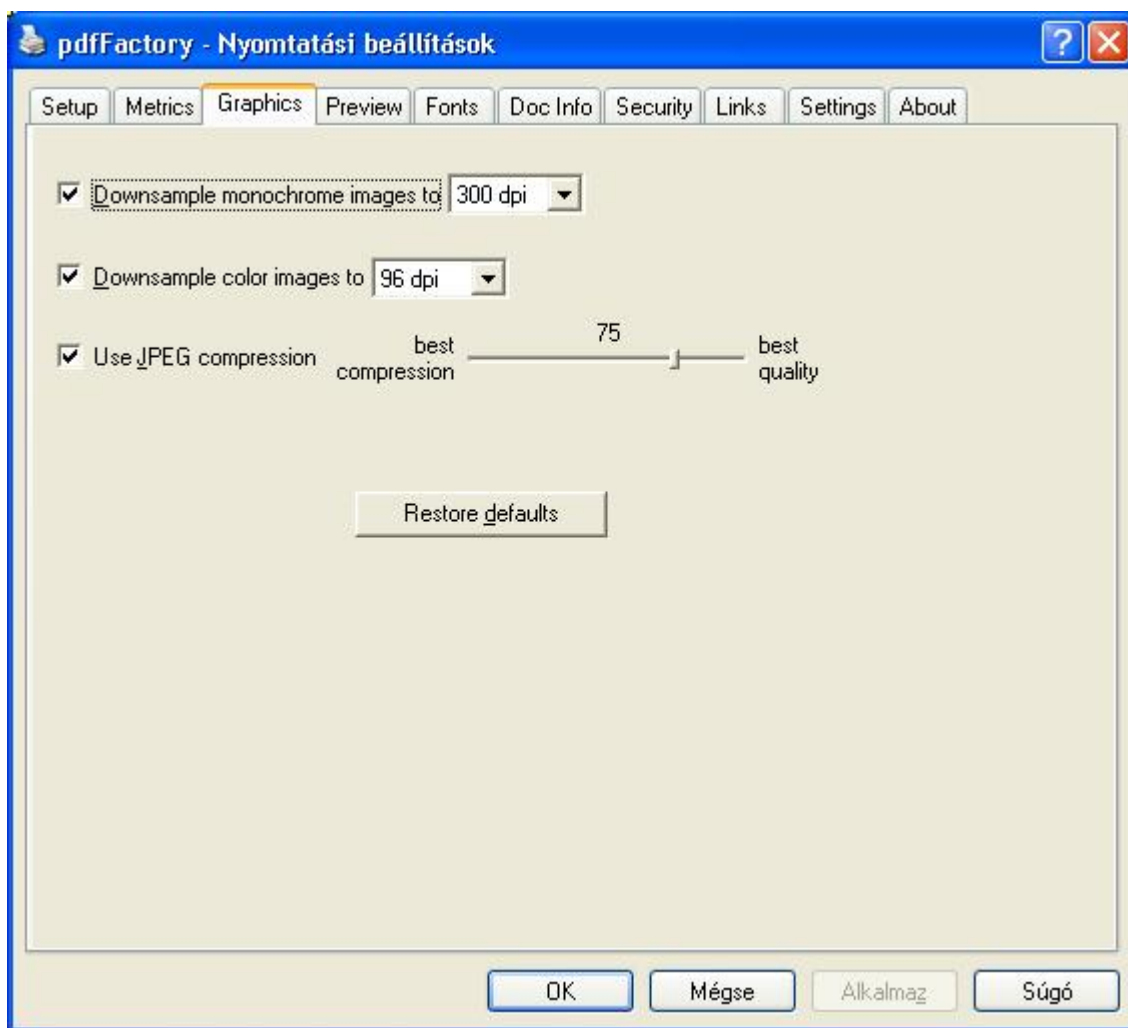 pdfFactory - Nyomtatási beállítások
Setup Metrics Graphics Preview Fonts Doc Info Security Links Settings About
Downsample monochrome images to 300 dpi
Downsample color images to 96 dpi
75
Use JPEG compression best compression best quality
Restore defaults
OK Mégse Alkalmaz Súgó